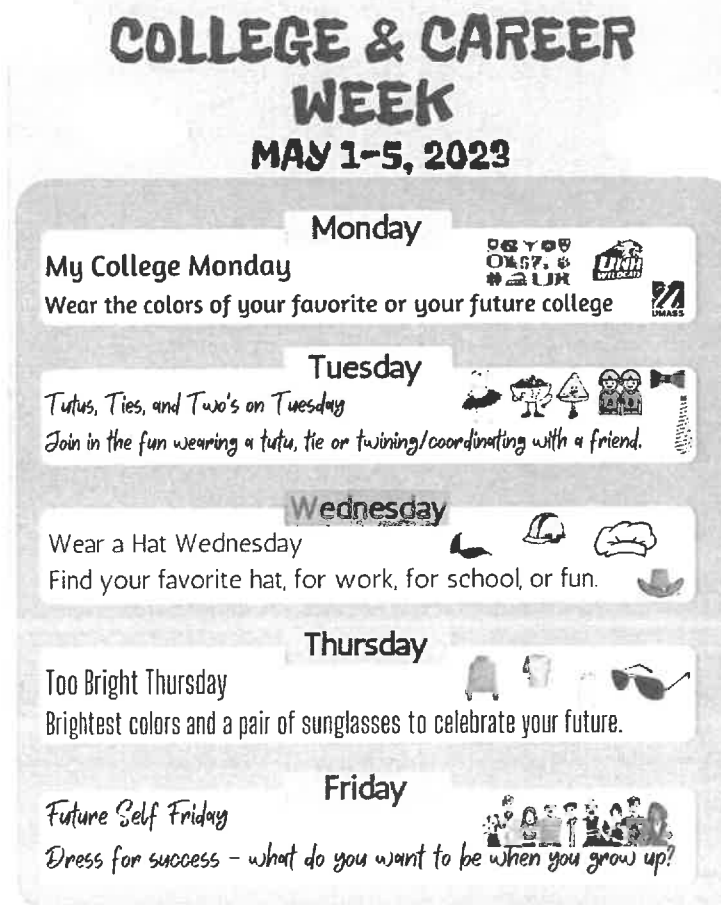 COLLEGE & CAREER
WEEK
MAY 1-5, 2023
Monday
My College Monday
Wear the colors of your favorite or your future college
UNH
WILDCATS
UMASS
Tuesday
Tutus, Ties, and Two's on Tuesday
Join in the fun wearing a tutu, tie or twining/coordinating with a friend.
Wednesday
Wear a Hat Wednesday
Find your favorite hat, for work, for school, or fun.
Thursday
Too Bright Thursday
Brightest colors and a pair of sunglasses to celebrate your future.
Friday
Future Self Friday
Dress for success - what do you want to be when you grow up?